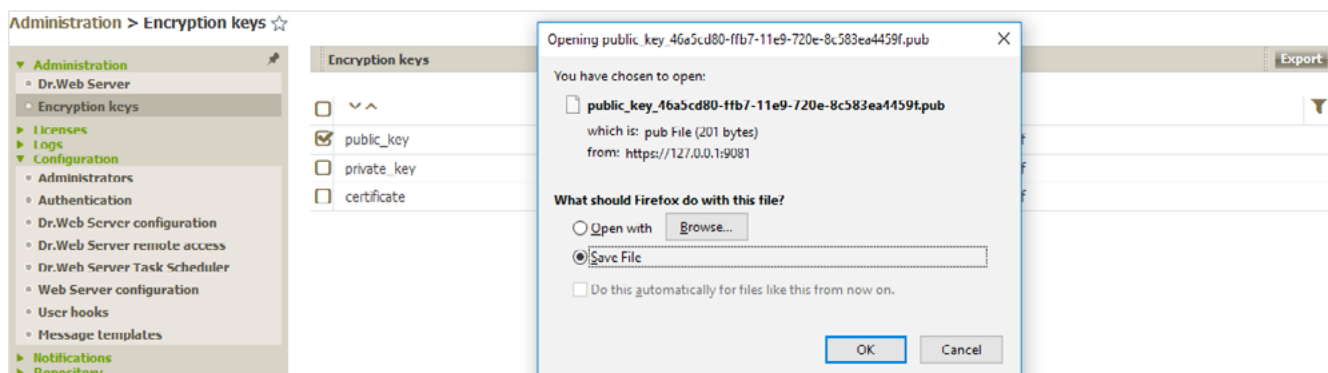 Administration > Encryption keys
Administration
Dr.Web Server
Encryption keys
Licenses
Logs
Configuration
Administrators
Authentication
Dr.Web Server configuration
Dr.Web Server remote access
Dr.Web Server Task Scheduler
Web Server configuration
User hooks
Message templates
Notifications
Repository
Encryption keys
Export
public_key
private_key
certificate
Opening public_key_46a5cd80-ffb7-11e9-720e-8c583ea4459f.pub
You have chosen to open:
public_key_46a5cd80-ffb7-11e9-720e-8c583ea4459f.pub
which is: pub File (201 bytes)
from: https://127.0.0.1:9081
What should Firefox do with this file?
Open with
Browse...
Save File
Do this automatically for files like this from now on.
OK
Cancel
f
f
f